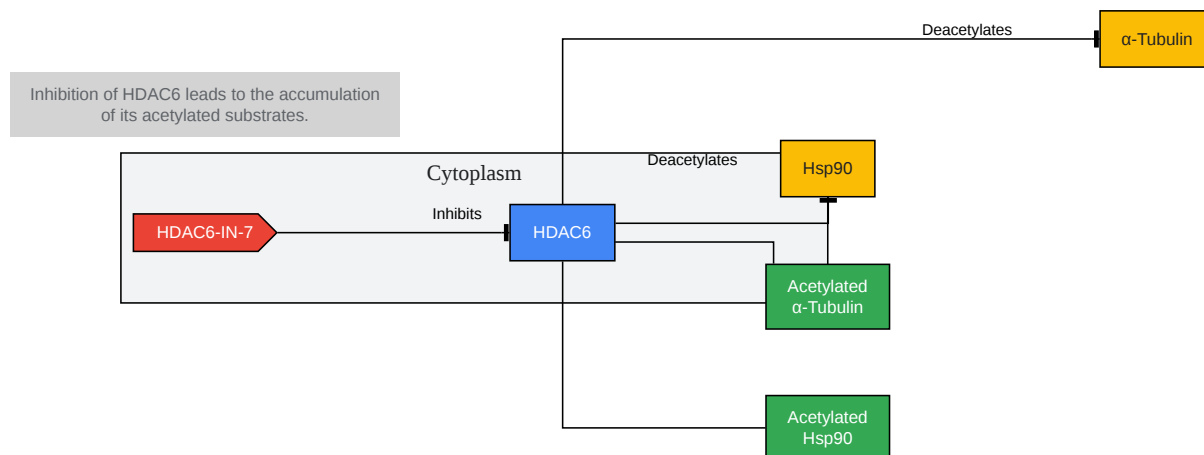 Deacetylates
α-Tubulin
Inhibition of HDAC6 leads to the accumulation
of its acetylated substrates.
Cytoplasm
Deacetylates
Hsp90
Inhibits
HDAC6-IN-7
HDAC6
Acetylated
α-Tubulin
Acetylated
Hsp90